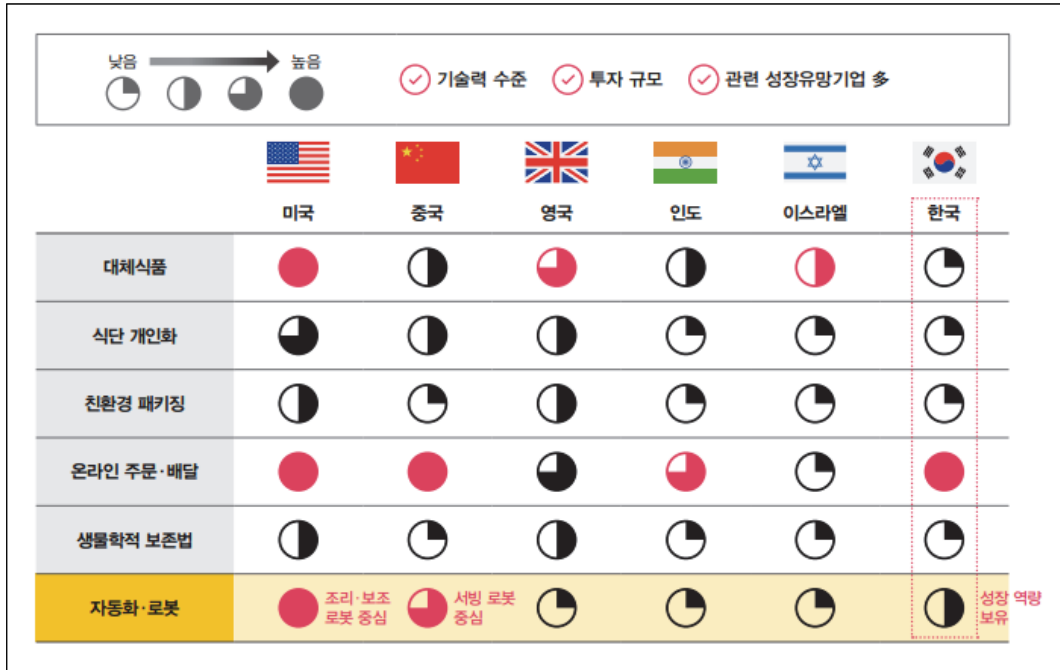 낮음 높음
기술력 수준 투자 규모 관련 성장유망기업 多
미국 중국 영국 인도 이스라엘 한국
대체식품
식단 개인화
친환경 패키징
온라인 주문·배달
생물학적 보존법
자동화·로봇
조리·보조
로봇 중심
서빙 로봇
중심
성장 역량
보유